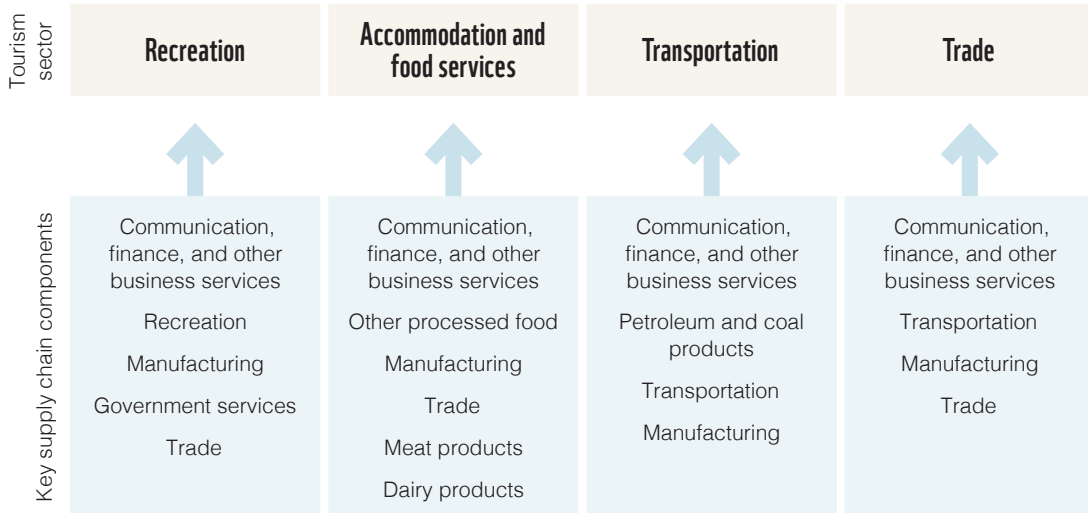 Tourism
sector
Recreation
Accommodation and
food services
Transportation
Trade
Key supply chain components
Communication,
finance, and other
business services
Recreation
Manufacturing
Government services
Trade
Communication,
finance, and other
business services
Other processed food
Manufacturing
Trade
Meat products
Dairy products
Communication,
finance, and other
business services
Petroleum and coal
products
Transportation
Manufacturing
Communication,
finance, and other
business services
Transportation
Manufacturing
Trade